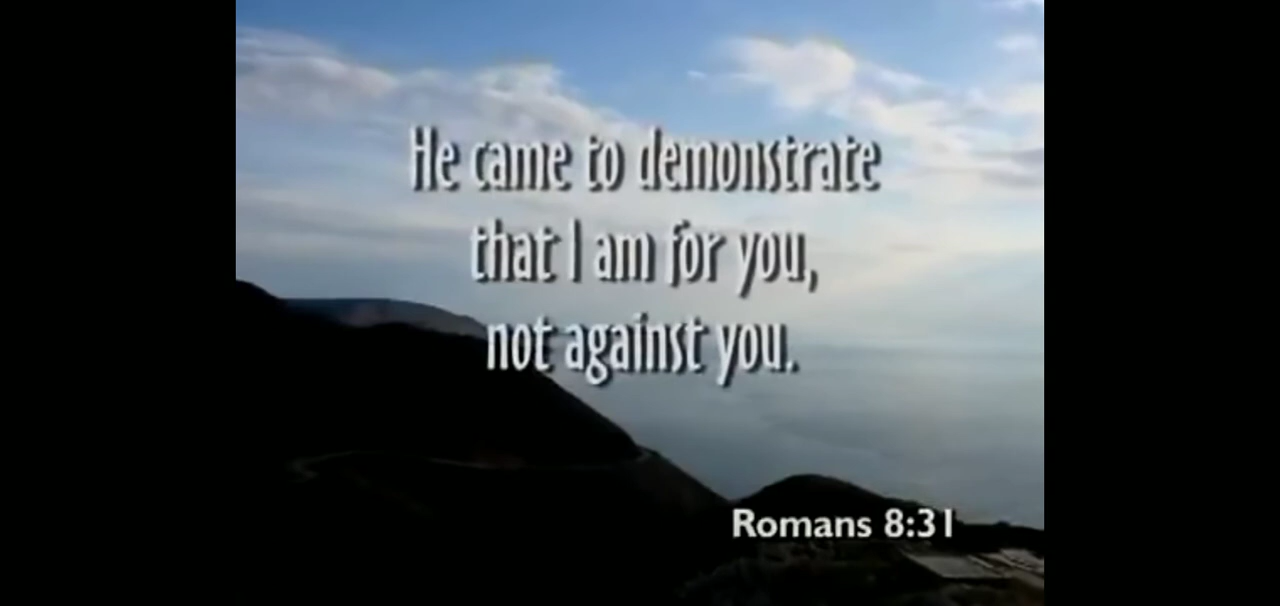 He came to demonstrate
that I am for you,
not against you.
Romans 8:31